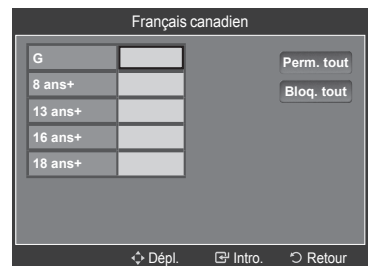 Français canadien
G
Perm. tout
8 ans+
Bloq. tout
13 ans+
16 ans+
18 ans+
Dépl. Intro. Retour